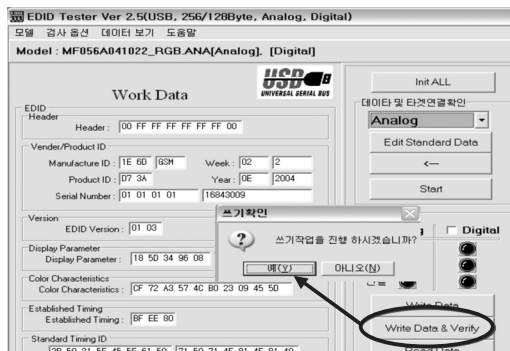 EDID Tester Ver 2.5(USB, 256/128Byte, Analog, Digital)
모델 검사 옵션 데이터 보기 도움말
Model : MF056A041022_RGB.ANA[Analog], [Digital]
Work Data
USB
UNIVERSAL SERIAL BUS
EDID
Header
Header : 00 FF FF FF FF FF FF 00
Vender/Product ID
Manufacture ID : 1E 6D GSM Week : 02 2
Product ID : D7 3A Year : 0E 2004
Serial Number : 01 01 01 01 16843009
Version
EDID Version : 01 03
Display Parameter
Display Parameter : 18 5D 34 96 08
Color Characteristics
Color Characteristics : CF 72 A3 57 4C B0 23 09 45 5D
Established Timing
Established Timing : BF EE 80
Standard Timing ID
Init ALL
데이타 및 타겟연결확인
Analog
Edit Standard Data
<--
Start
Digital
쓰기확인
쓰기작업을 진행 하시겠습니까?
예(Y) 아니오(N)
Write Data
Write Data & Verify
Read Data